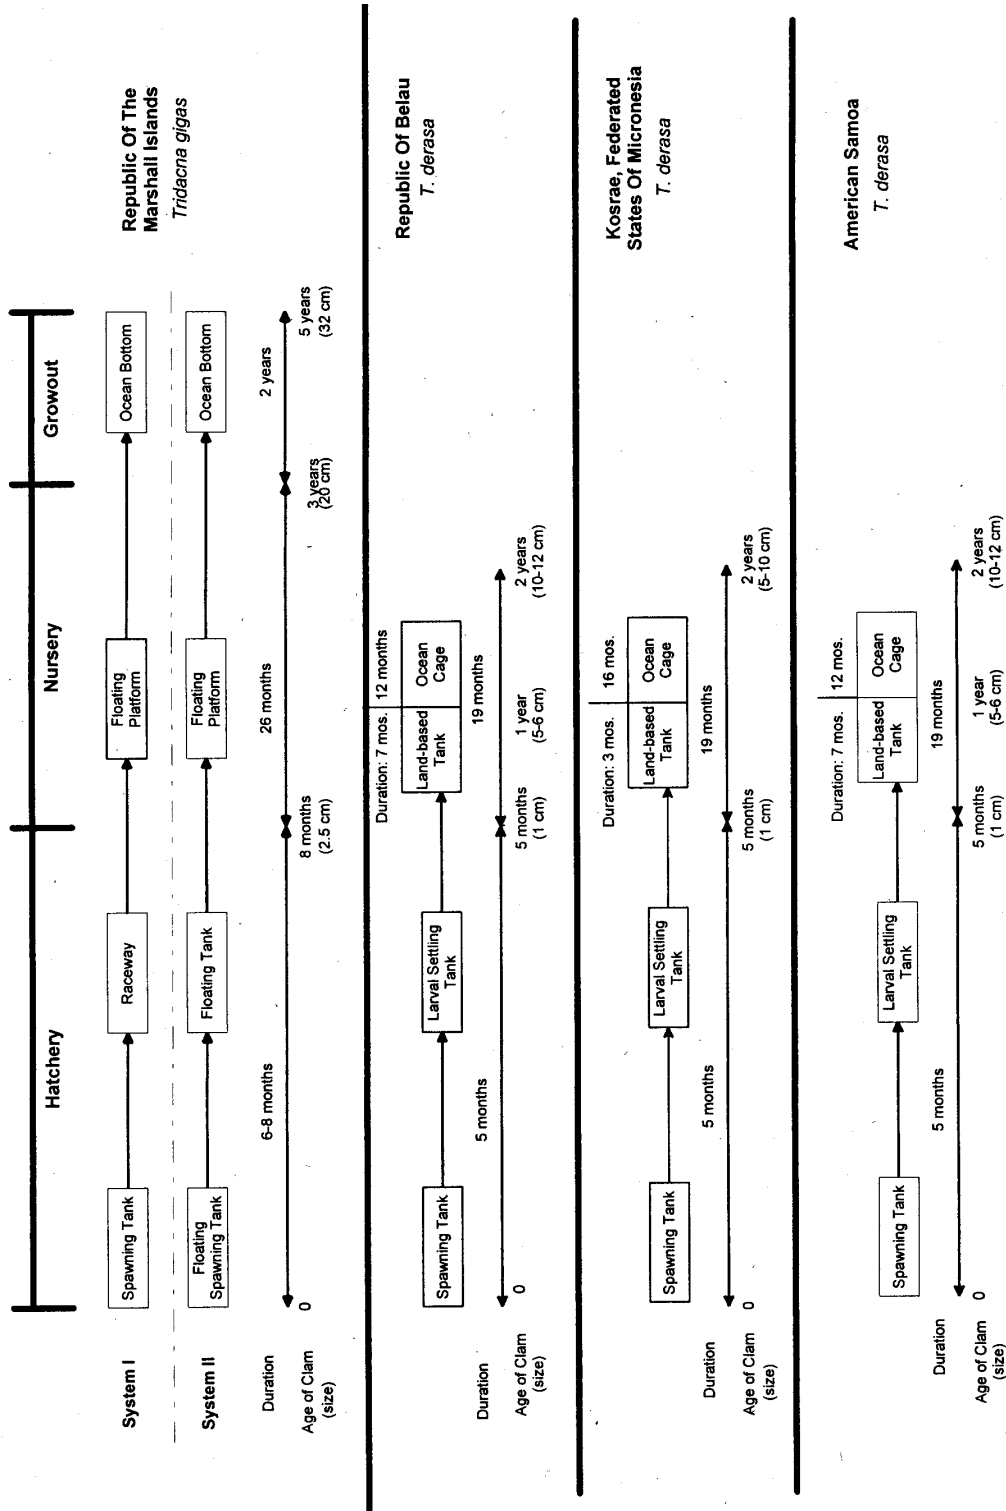 Hatchery
Nursery
Growout
System I
Spawning Tank
Raceway
Floating
Platform
Ocean Bottom
Republic Of The
Marshall Islands
Tridacna gigas
System II
Floating
Spawning Tank
Floating Tank
Floating
Platform
Ocean Bottom
Duration
6-8 months
26 months
2 years
Age of Clam
(size)
0
8 months
(2.5 cm)
3 years
(20 cm)
5 years
(32 cm)
Republic Of Belau
T. derasa
Duration: 7 mos.
12 months
Spawning Tank
Larval Settling
Tank
Land-based
Tank
Ocean
Cage
Duration
5 months
19 months
Age of Clam
(size)
0
5 months
(1 cm)
1 year
(5-6 cm)
2 years
(10-12 cm)
Kosrae, Federated
States Of Micronesia
T. derasa
Duration: 3 mos.
16 mos.
Spawning Tank
Larval Settling
Tank
Land-based
Tank
Ocean
Cage
Duration
5 months
19 months
Age of Clam
(size)
0
5 months
(1 cm)
2 years
(5-10 cm)
American Samoa
T. derasa
Duration: 7 mos.
12 mos.
Spawning Tank
Larval Settling
Tank
Land-based
Tank
Ocean
Cage
Duration
5 months
19 months
Age of Clam
(size)
0
5 months
(1 cm)
1 year
(5-6 cm)
2 years
(10-12 cm)